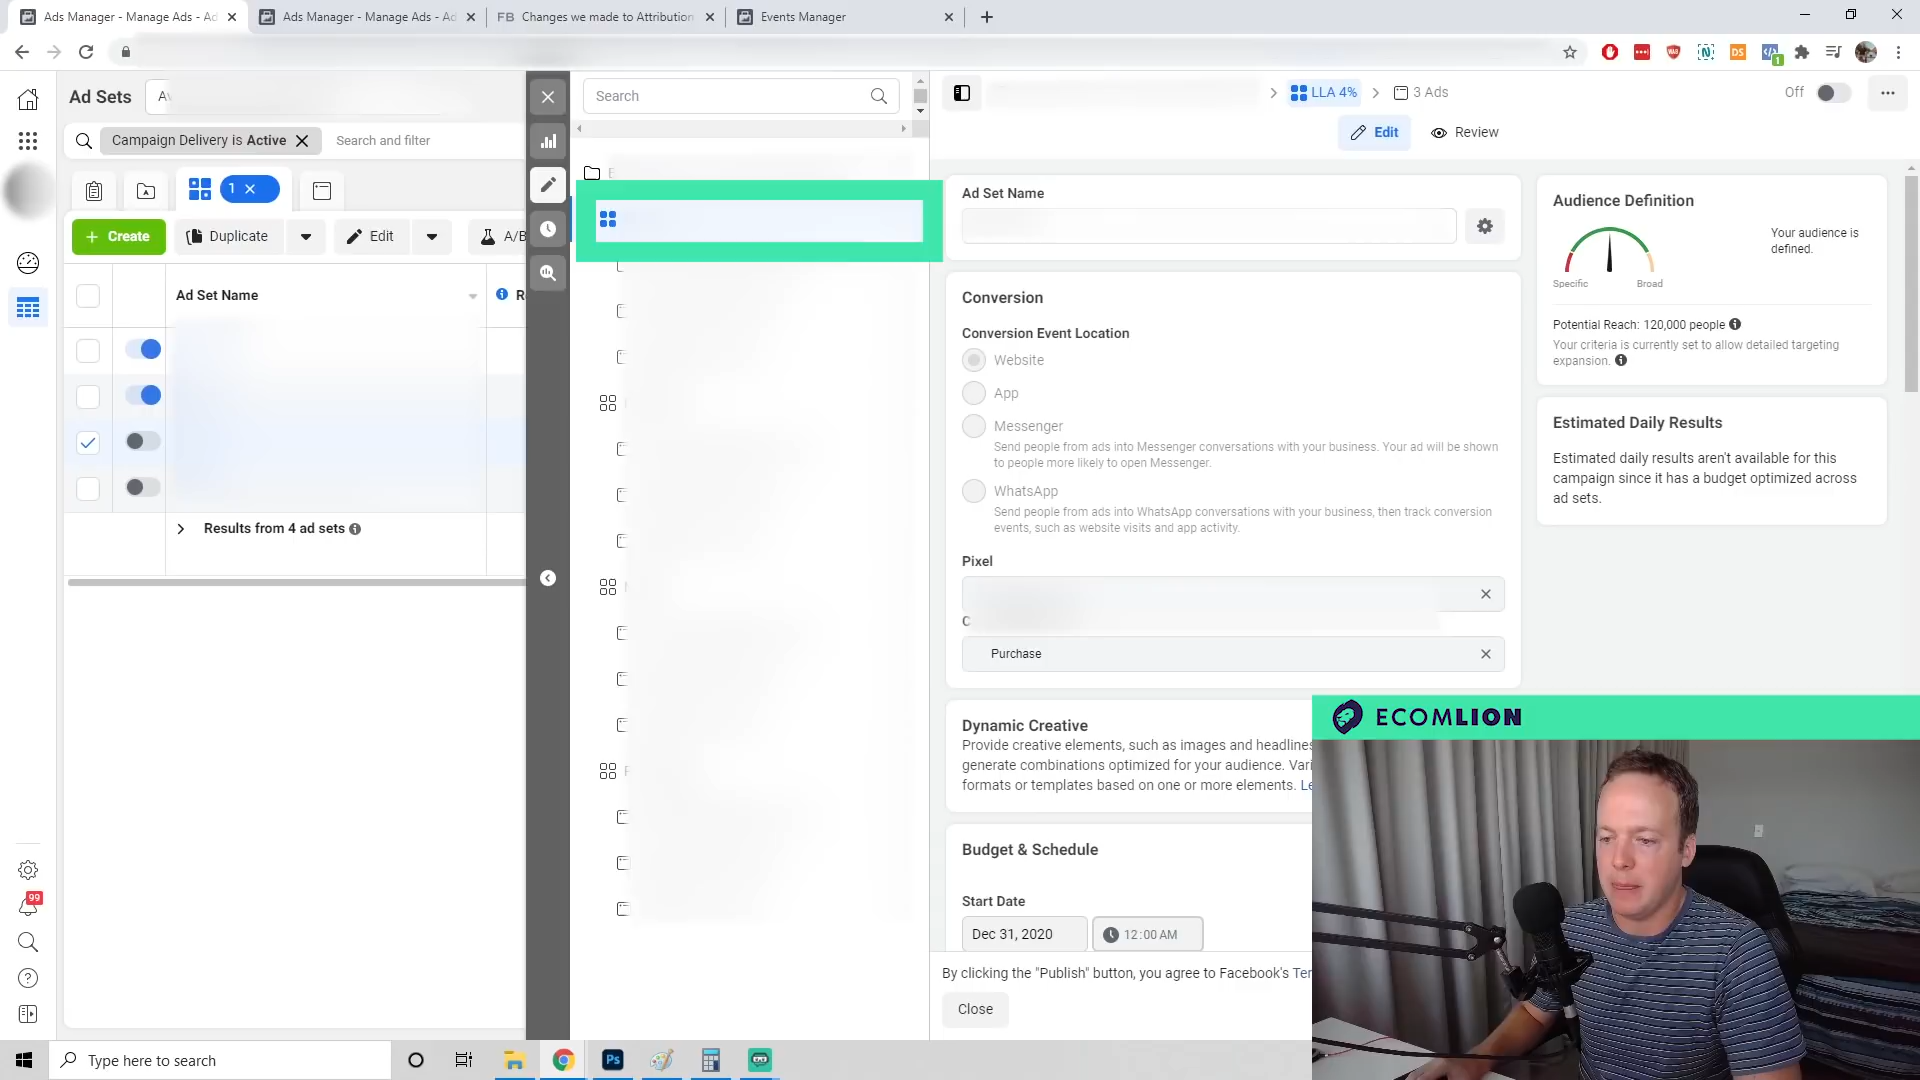 Ads Manager - Manage Ads - Ad
Ads Manager - Manage Ads - Ad
FB Changes we made to Attribution
Events Manager
Ad Sets
Campaign Delivery is Active
Search and filter
1
Create
Duplicate
Edit
A/B
Ad Set Name
Results from 4 ad sets
99
Search
LLA 4%
3 Ads
Off
Edit
Review
Ad Set Name
Conversion
Conversion Event Location
Website
App
Messenger
Send people from ads into Messenger conversations with your business. Your ad will be shown
to people more likely to open Messenger.
WhatsApp
Send people from ads into WhatsApp conversations with your business, then track conversion
events, such as website visits and app activity.
Pixel
Purchase
Dynamic Creative
Provide creative elements, such as images and headlines
generate combinations optimized for your audience. Vari
formats or templates based on one or more elements. Le
Budget & Schedule
Start Date
Dec 31, 2020
12:00 AM
By clicking the "Publish" button, you agree to Facebook's Ter
Close
Audience Definition
Your audience is
defined.
Specific
Broad
Potential Reach: 120,000 people
Your criteria is currently set to allow detailed targeting
expansion.
Estimated Daily Results
Estimated daily results aren't available for this
campaign since it has a budget optimized across
ad sets.
ECOMLION
Type here to search
Ps